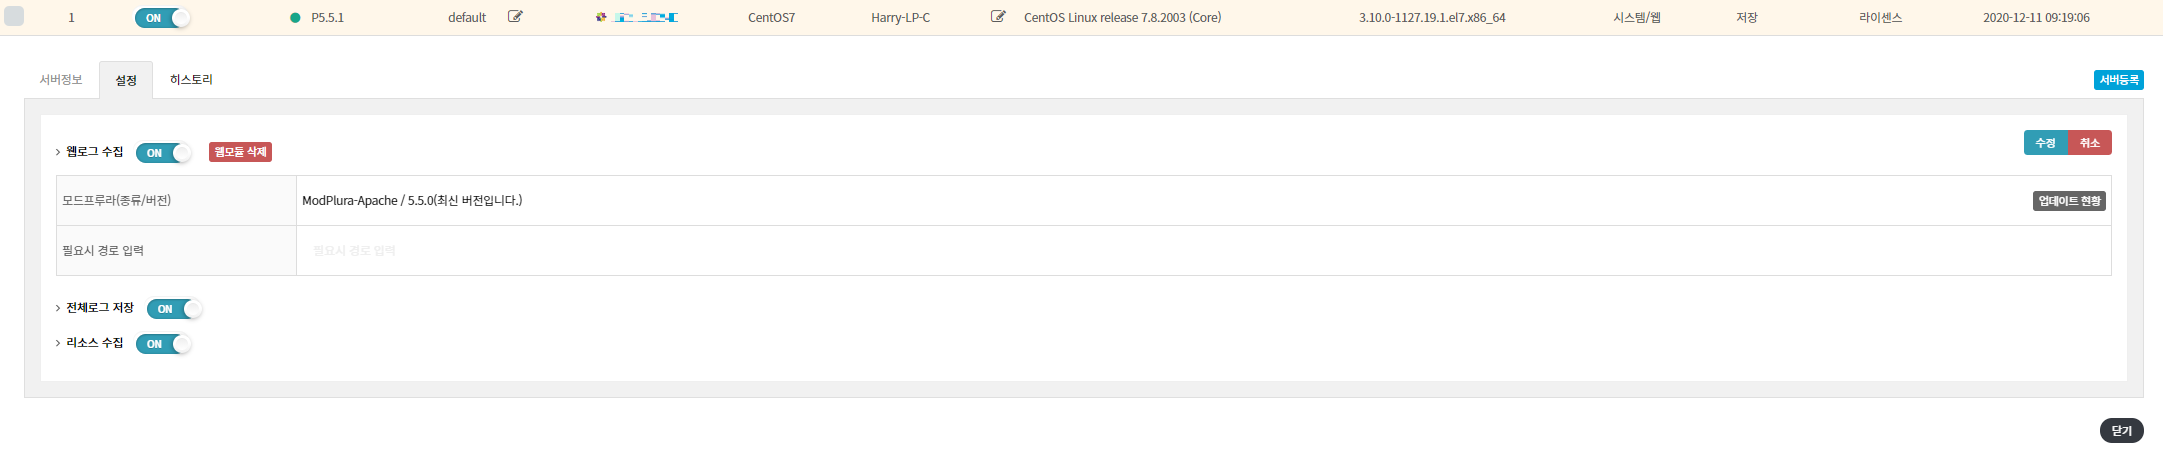 1 ON P5.5.1 default CentOS7 Harry-LP-C CentOS Linux release 7.8.2003 (Core) 3.10.0-1127.19.1.el7.x86_64 시스템/웹 저장 라이센스 2020-12-11 09:19:06
서버정보 설정 히스토리 서버등록
수정 취소
웹로그 수집 ON 웹모듈 삭제
모드프루라(종류/버전) ModPlura-Apache / 5.5.0(최신 버전입니다.) 업데이트 현황
필요시 경로 입력 필요시 경로 입력
전체로그 저장 ON
리소스 수집 ON
닫기